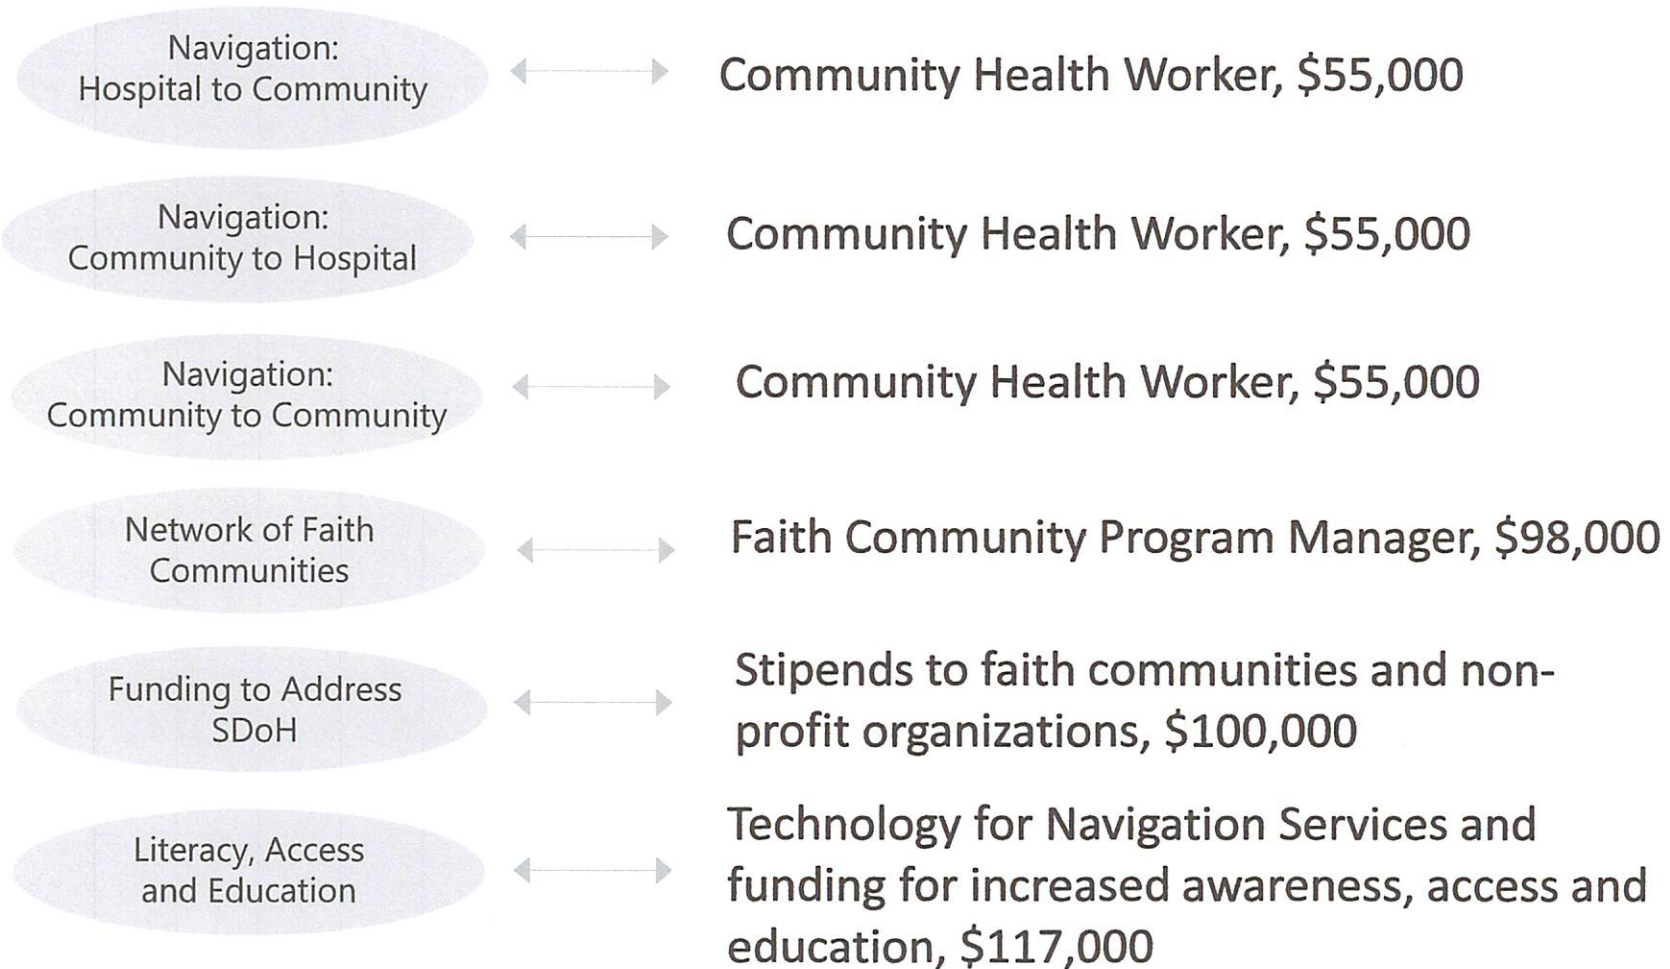 Navigation:
Hospital to Community
Community Health Worker, $55,000
Navigation:
Community to Hospital
Community Health Worker, $55,000
Navigation:
Community to Community
Community Health Worker, $55,000
Network of Faith
Communities
Faith Community Program Manager, $98,000
Funding to Address
SDoH
Stipends to faith communities and non-
profit organizations, $100,000
Literacy, Access
and Education
Technology for Navigation Services and
funding for increased awareness, access and
education, $117,000